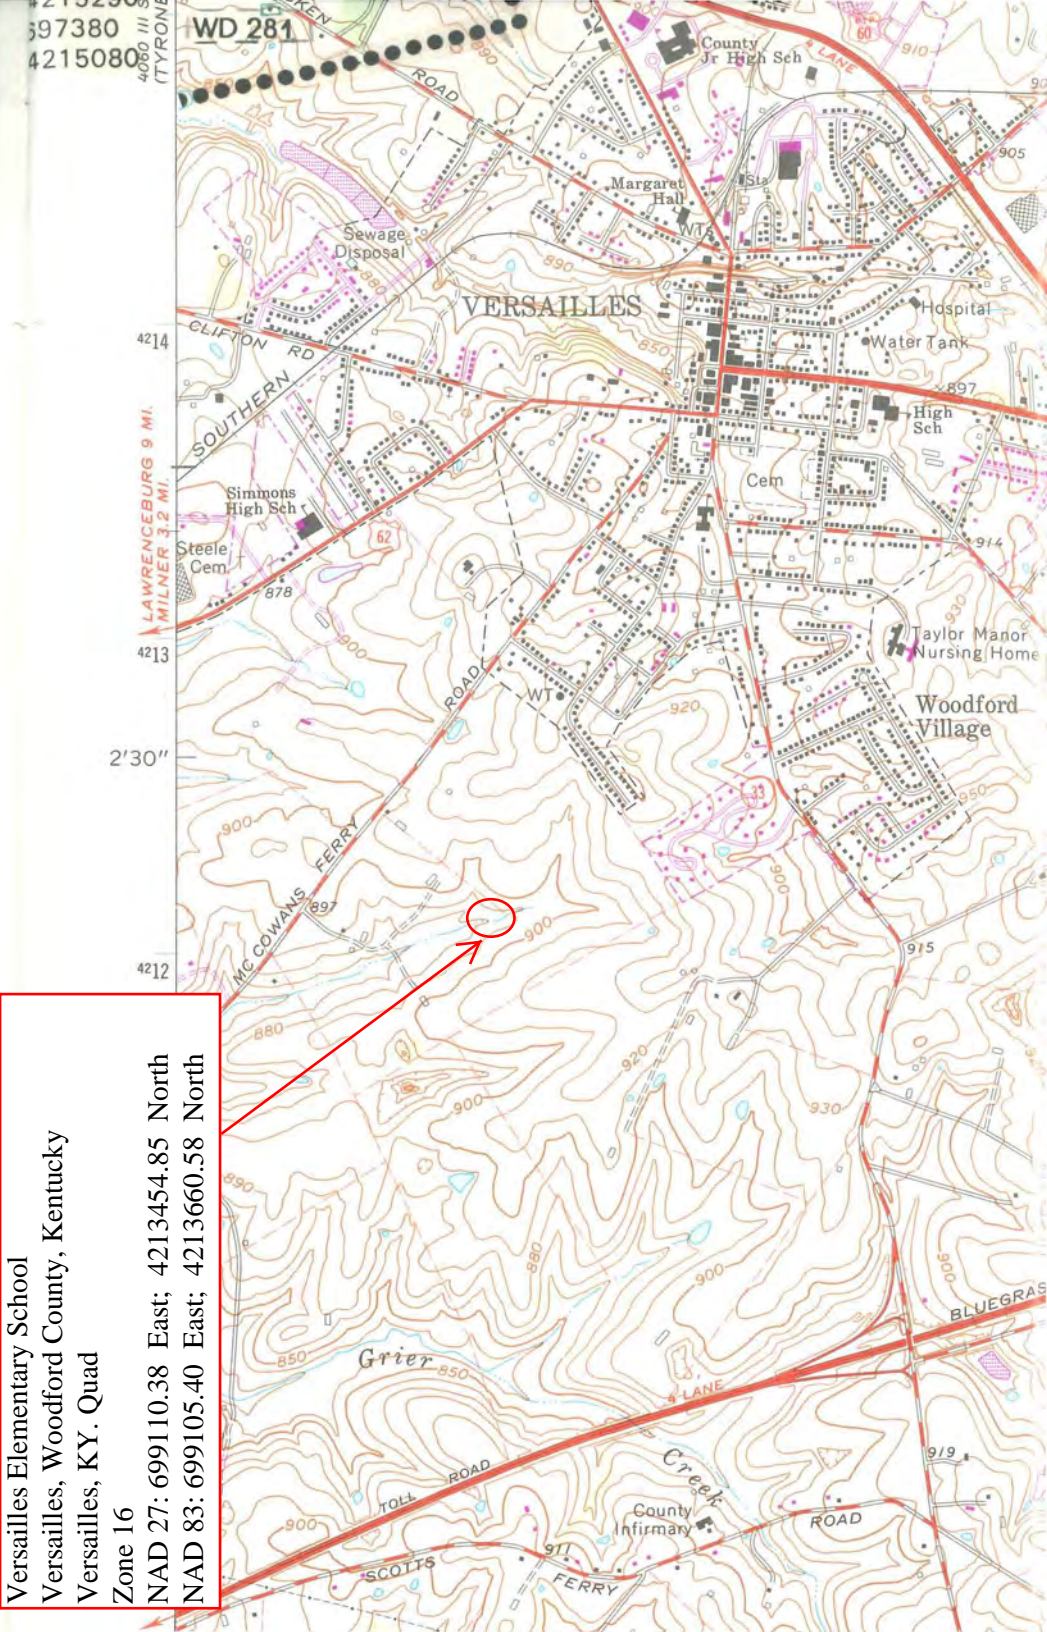 597380
4215080
4060 III S
(TYRONE
WD 281
ROAD
County
Jr High Sch
4 LANE
60
910
890
905
Margaret
Hall
Sta
WTs
Sewage
Disposal
880
890
VERSAILLES
850
Hospital
Water Tank
4214
CLIFTON RD
SOUTHERN
897
High
Sch
Cem
LAWRENCEBURG 9 MI.
MILNER 3.2 MI.
Simmons
High Sch
62
Steele
Cem
878
914
930
900
4213
Taylor Manor
Nursing Home
ROAD
WT
920
Woodford
Village
2'30"
33
950
900
FERRY
900
897
MC COWANS
900
915
4212
880
920
900
930
890
880
900
900
BLUEGRAS
850
Grier
850
4 LANE
919
Creek
ROAD
TOLL
900
County
Infirmary
ROAD
911
SCOTTS
FERRY
Versailles Elementary School
Versailles, Woodford County, Kentucky
Versailles, KY. Quad
Zone 16
NAD 27: 699110.38 East; 4213454.85 North
NAD 83: 699105.40 East; 4213660.58 North